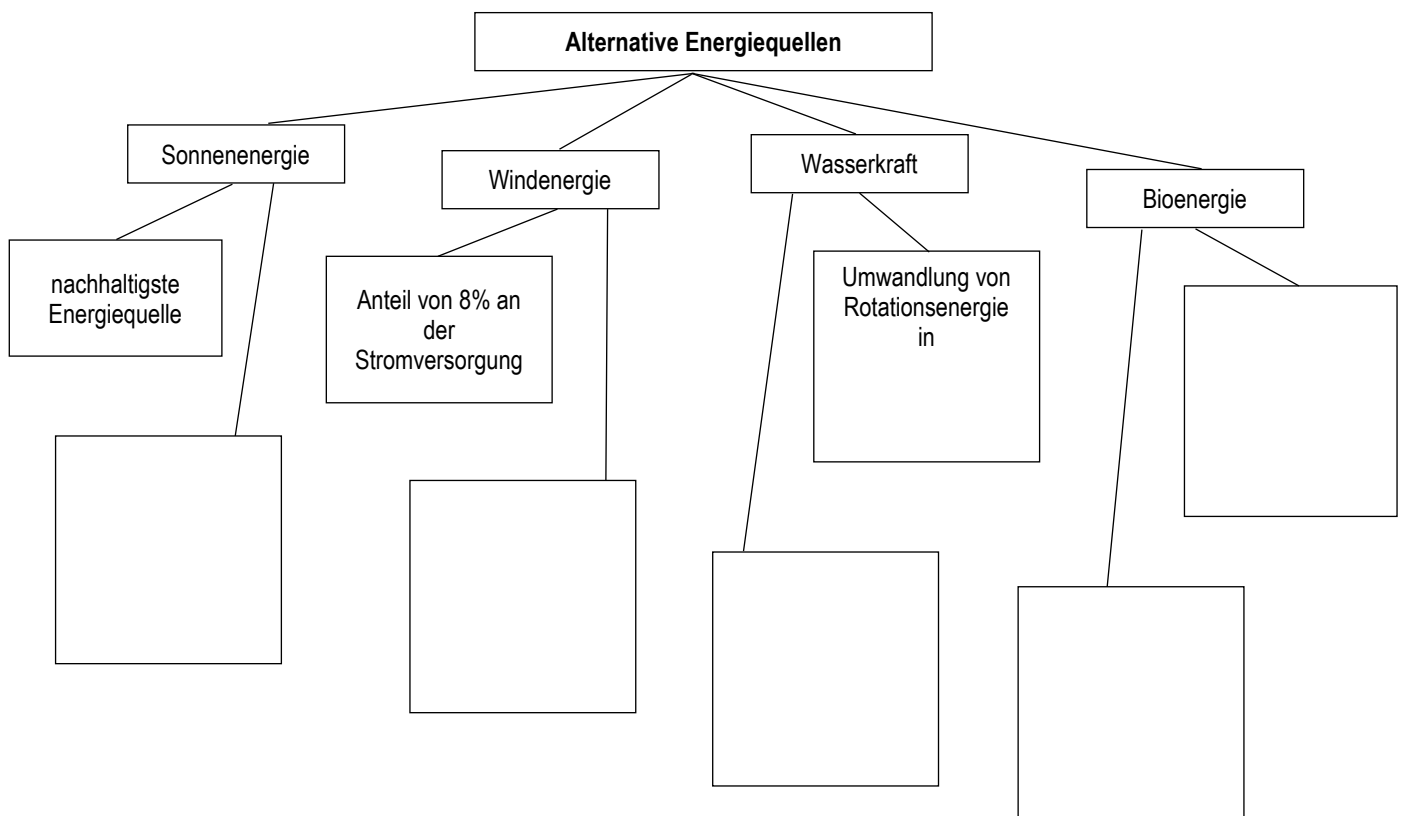 Alternative Energiequellen
Sonnenenergie
Windenergie
Wasserkraft
Bioenergie
nachhaltigste
Energiequelle
Anteil von 8% an
der
Stromversorgung
Umwandlung von
Rotationsenergie
in